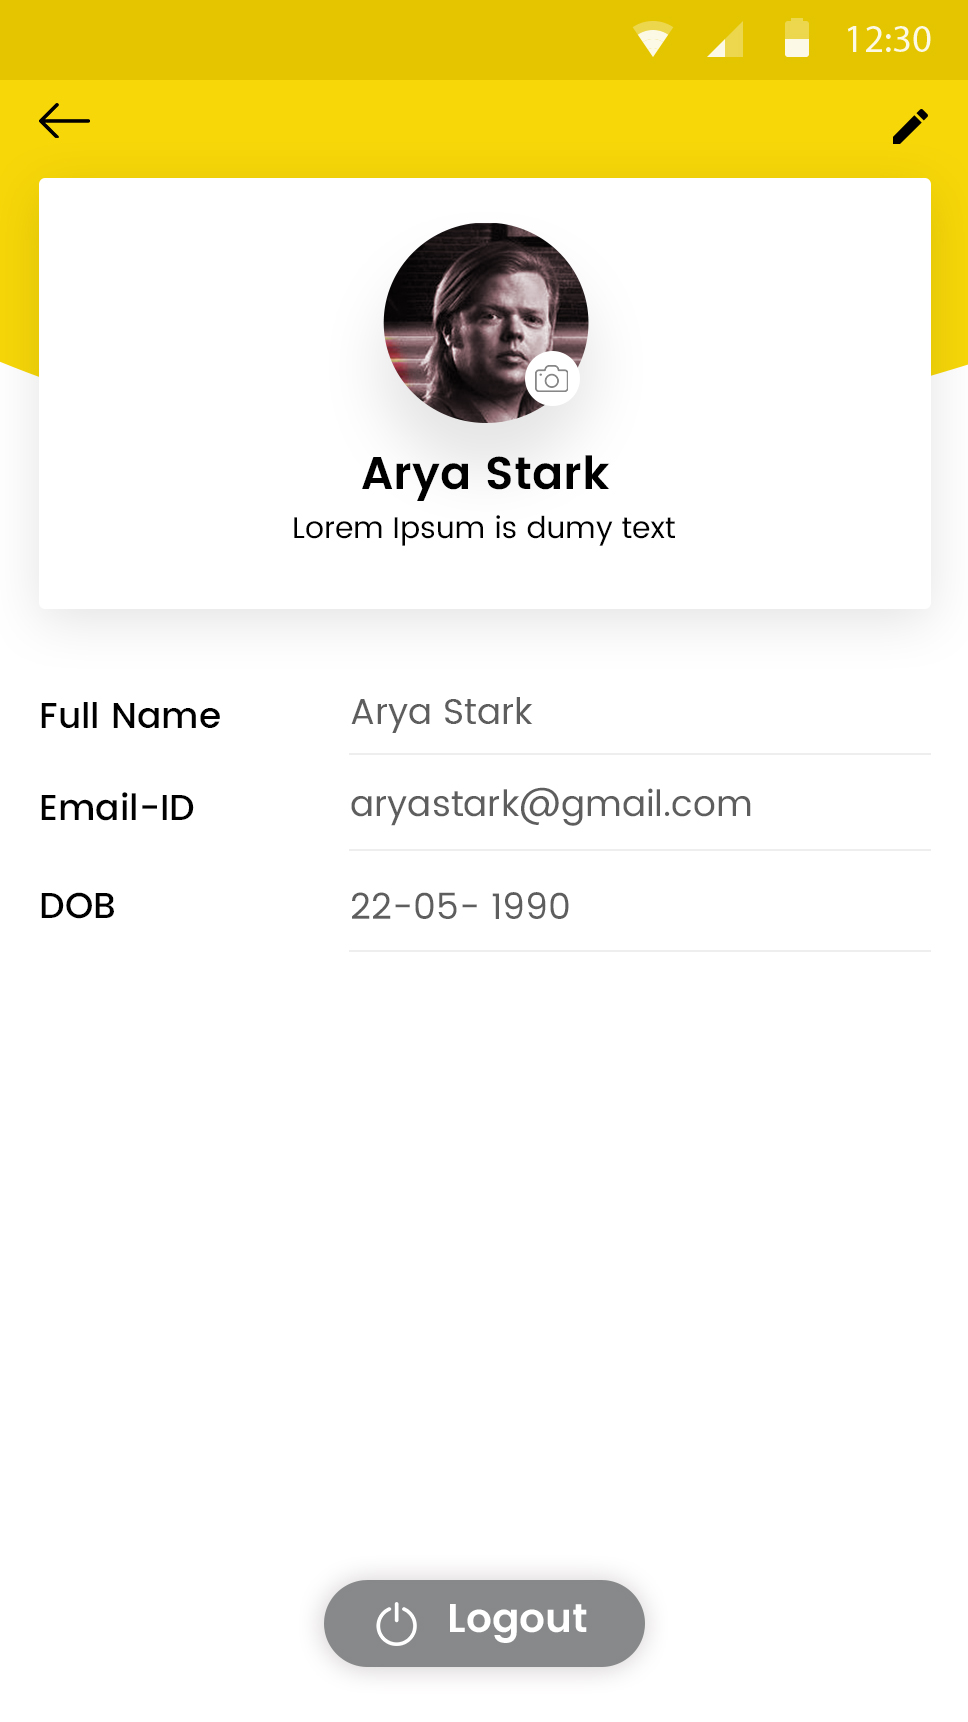 12:30
Arya Stark
Lorem Ipsum is dumy text
Full Name Arya Stark
Email-ID aryastark@gmail.com
DOB 22-05- 1990
Logout